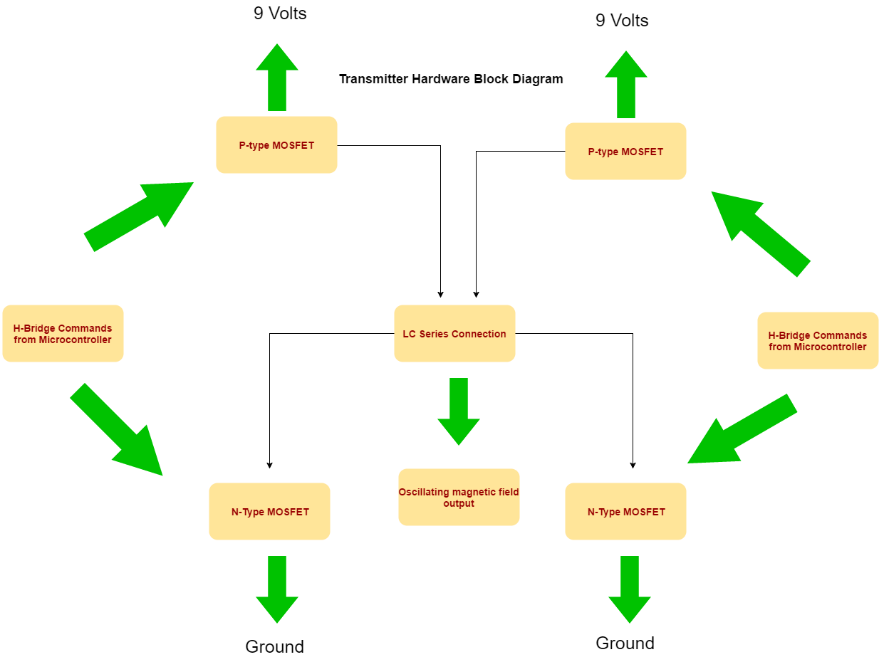 9 Volts
9 Volts
Transmitter Hardware Block Diagram
P-type MOSFET
P-type MOSFET
H-Bridge Commands
from Microcontroller
LC Series Connection
H-Bridge Commands
from Microcontroller
Oscillating magnetic field
output
N-Type MOSFET
N-Type MOSFET
Ground
Ground